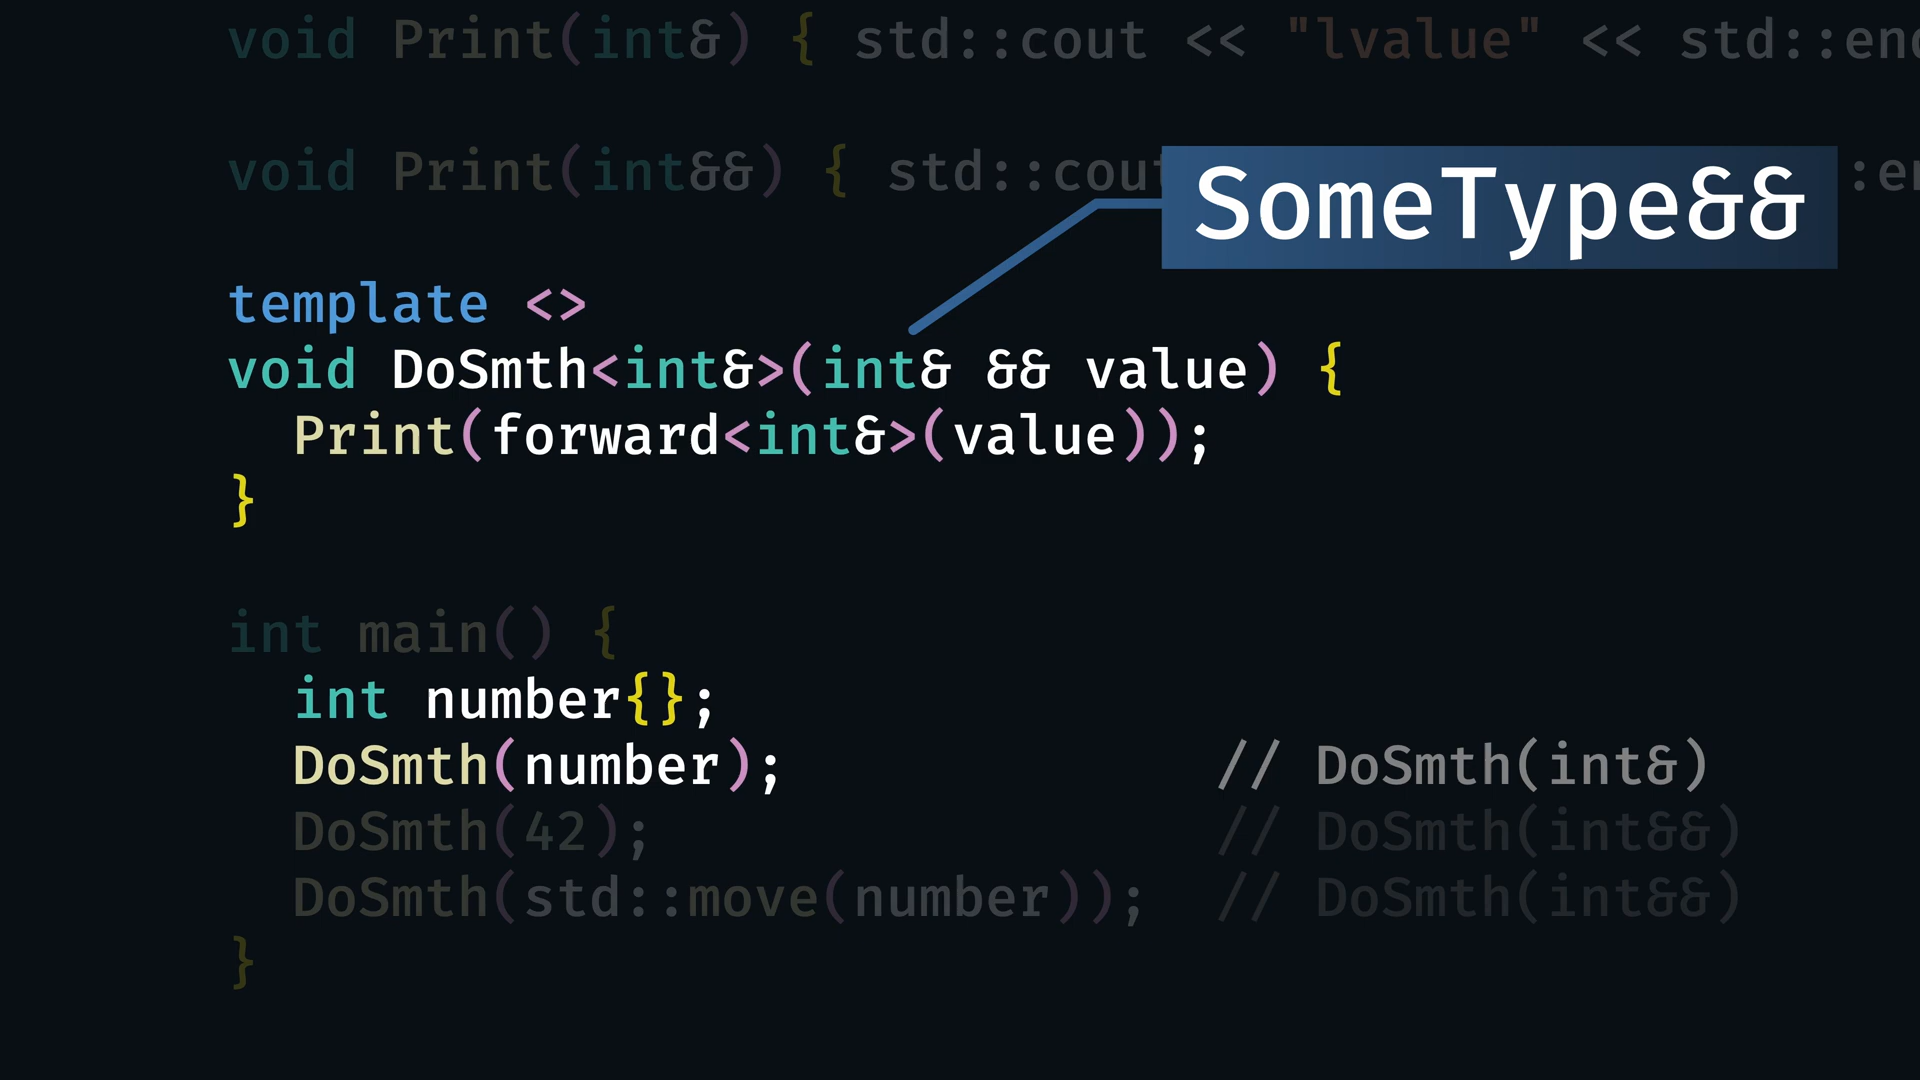 void Print(int&) { std::cout << "lvalue" << std::en
void Print(int&&) { std::cout
SomeType&&
template <>
void DoSmth<int&>(int& && value) {
  Print(forward<int&>(value));
}
int main() {
  int number{};
  DoSmth(number); // DoSmth(int&)
  DoSmth(42); // DoSmth(int&&)
  DoSmth(std::move(number)); // DoSmth(int&&)
}